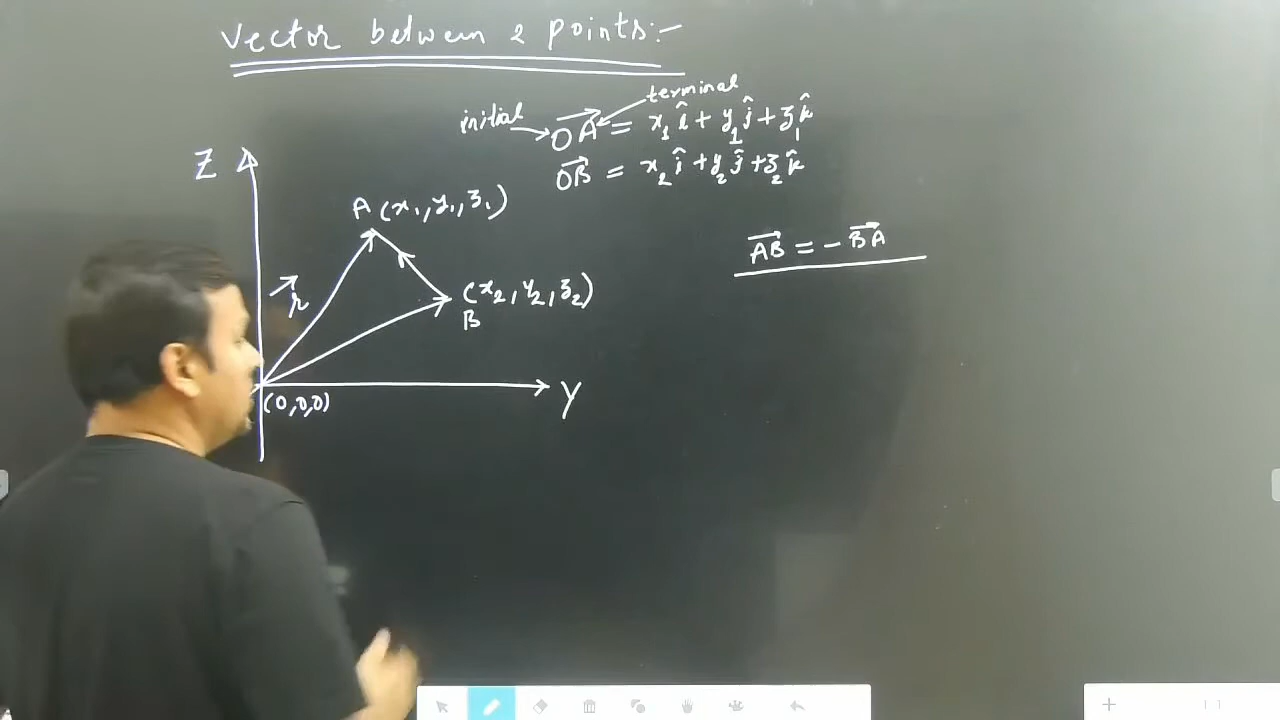 Vector between 2 points:-
terminal
initial
OA = x₁î + y₁ĵ + z₁k̂
OB = x₂î + y₂ĵ + z₂k̂
Z
A (x₁, y₁, z₁)
AB = - BA
r
(x₂, y₂, z₂)
B
Y
(0,0,0)